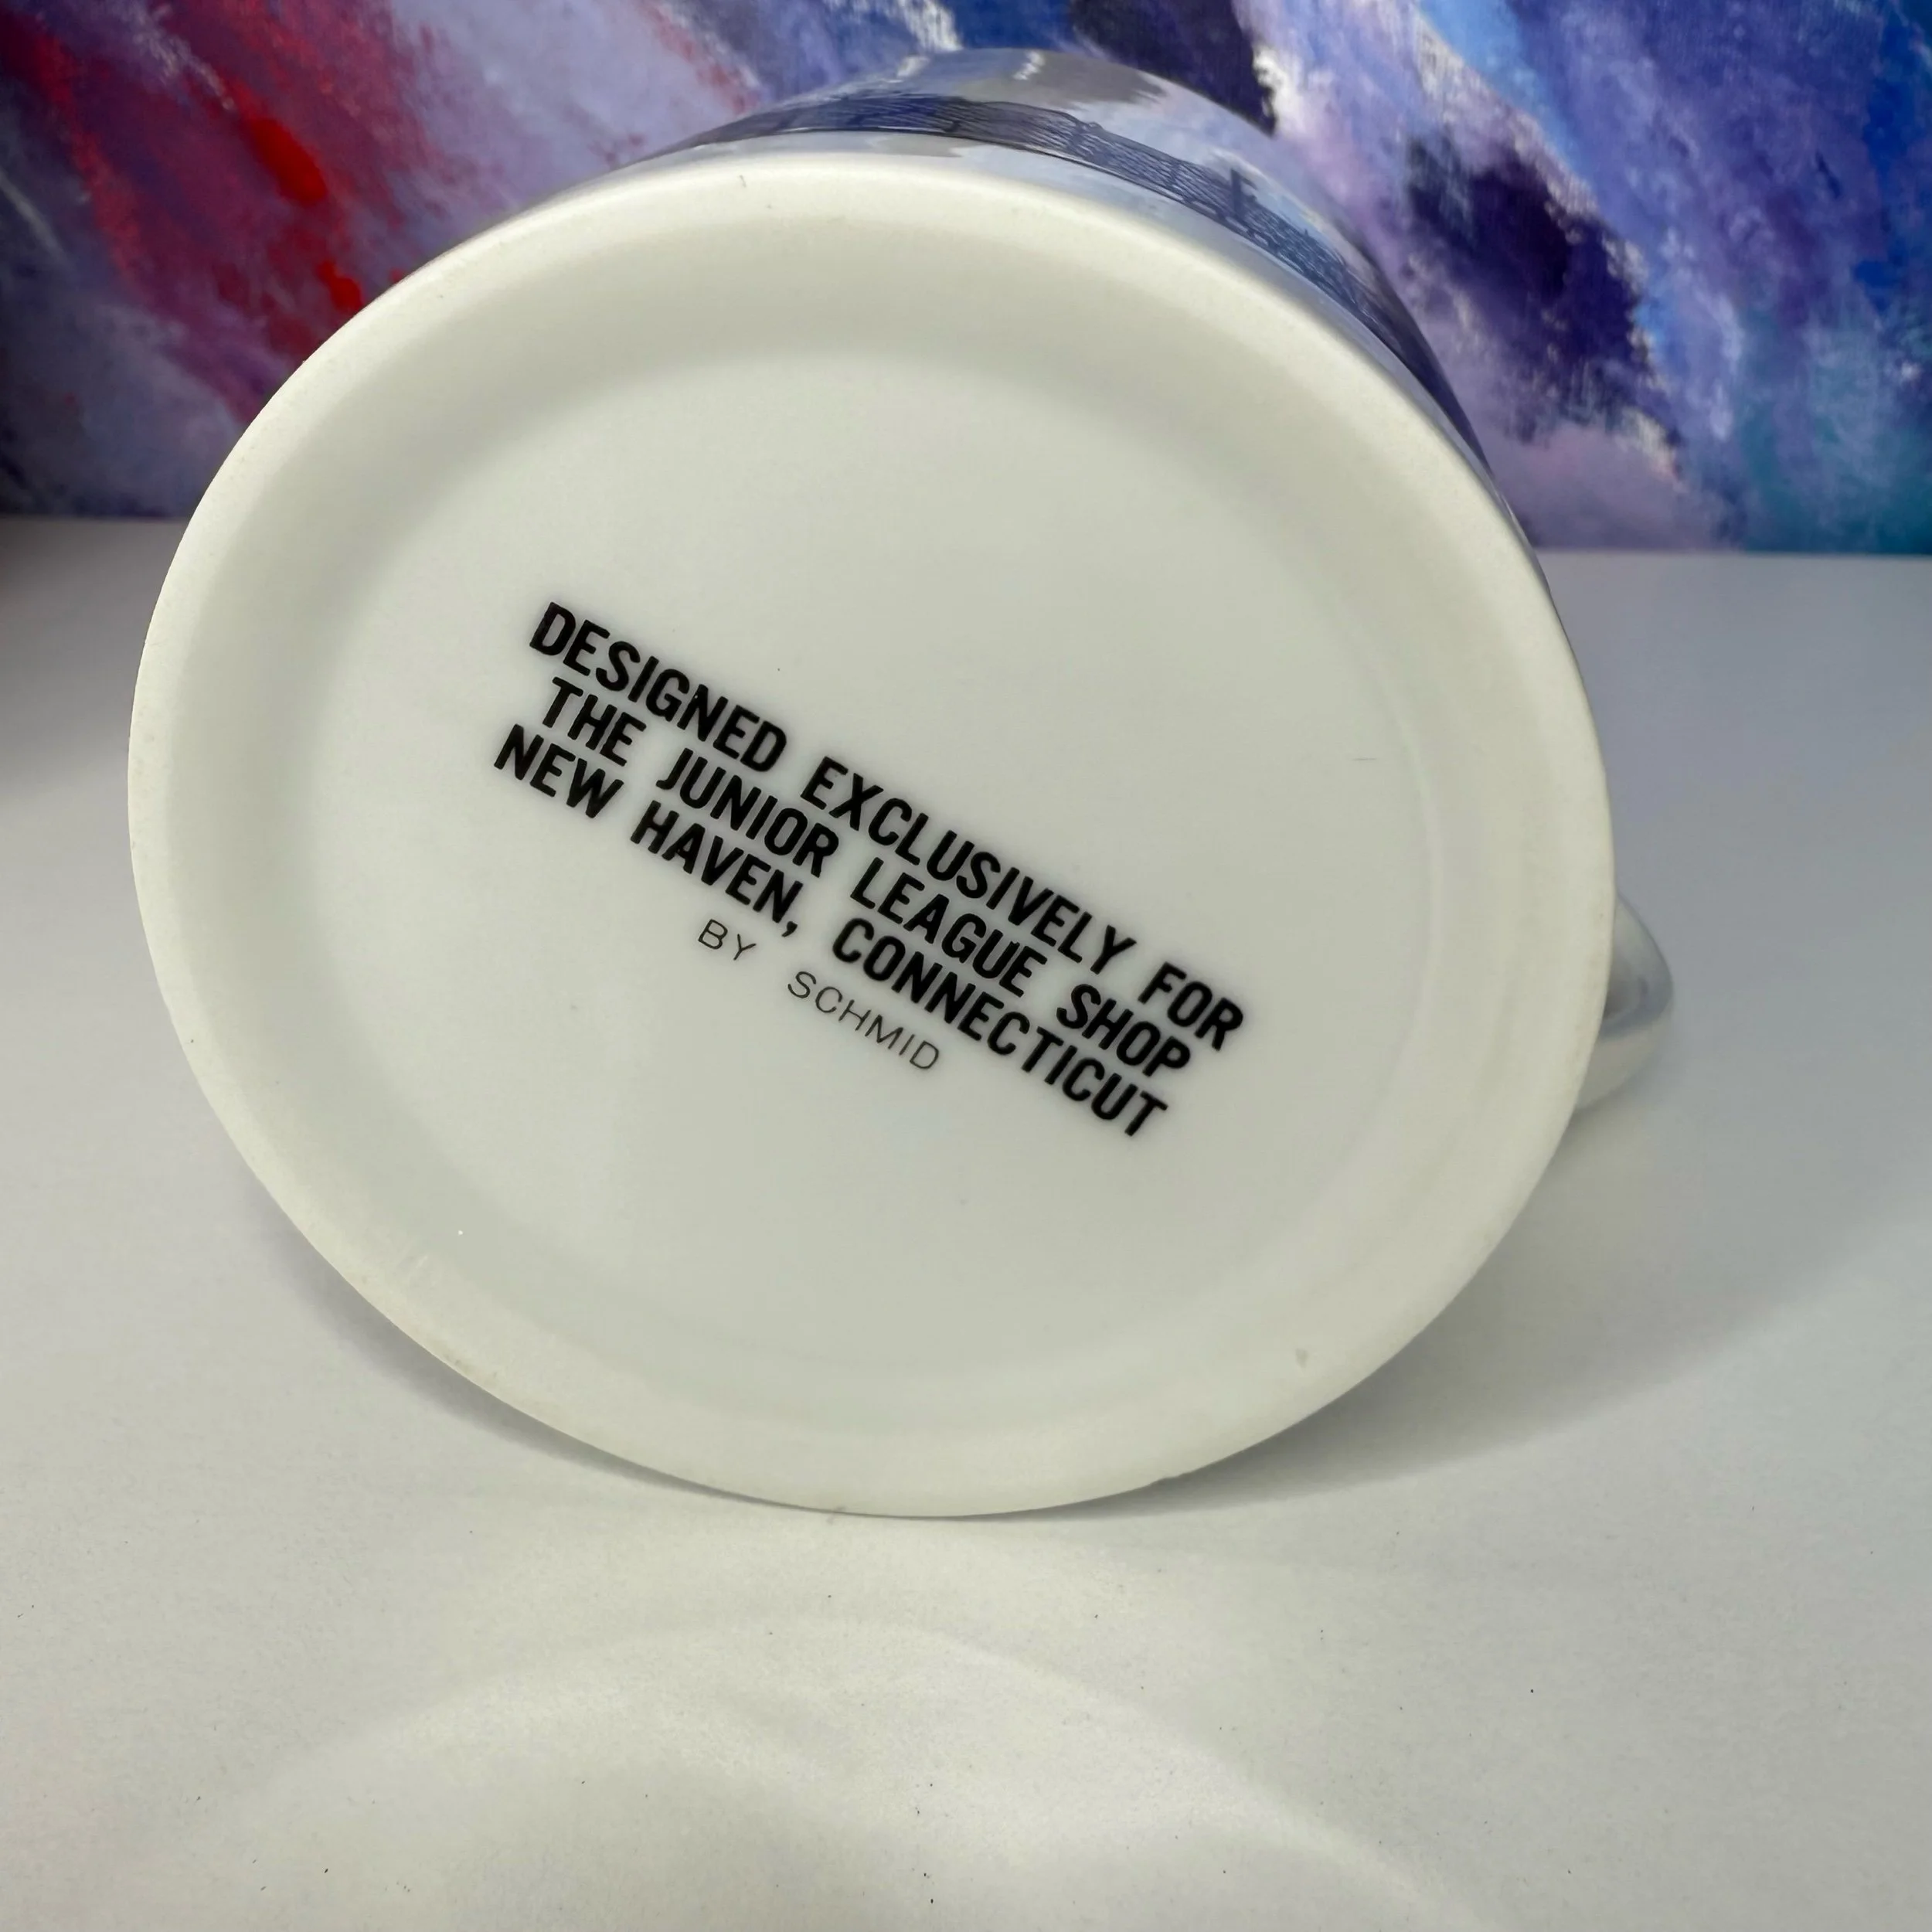 DESIGNED EXCLUSIVELY FOR
THE JUNIOR LEAGUE SHOP
NEW HAVEN, CONNECTICUT
BY SCHMID